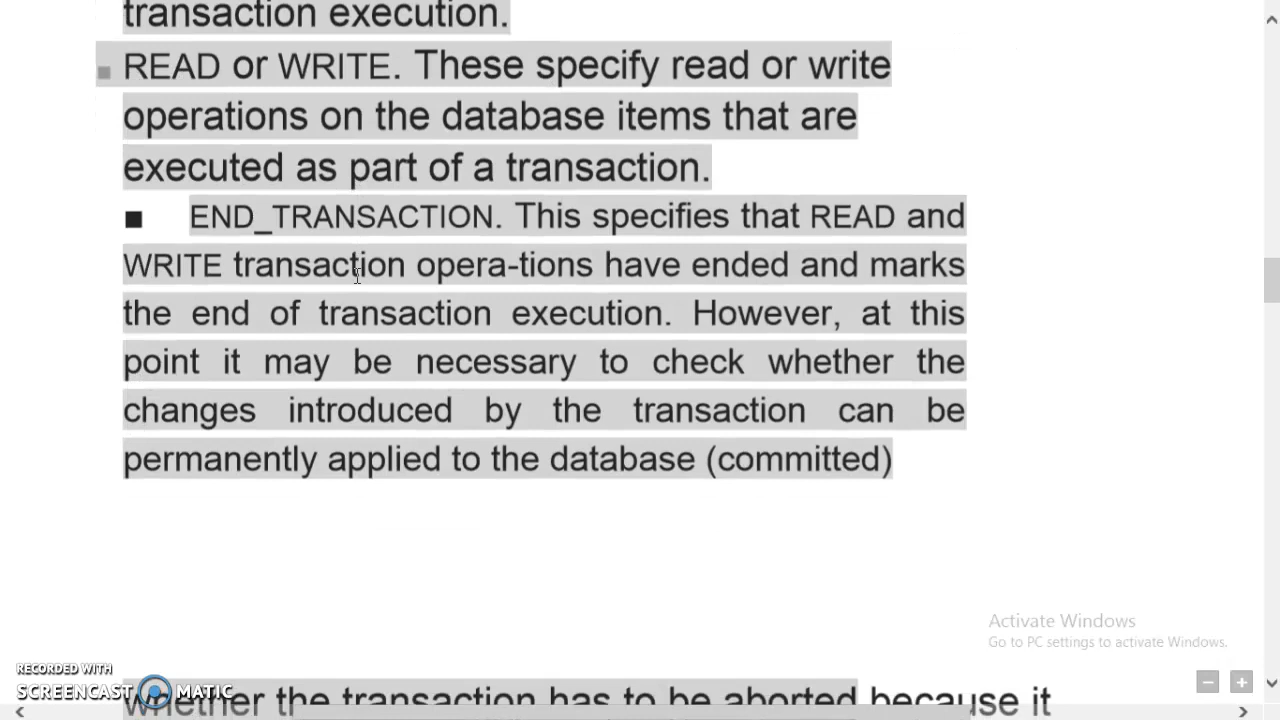 transaction execution.
■ READ or WRITE. These specify read or write
operations on the database items that are
executed as part of a transaction.
■ END_TRANSACTION. This specifies that READ and
WRITE transaction opera-tions have ended and marks
the end of transaction execution. However, at this
point it may be necessary to check whether the
changes introduced by the transaction can be
permanently applied to the database (committed)
Activate Windows
Go to PC settings to activate Windows.
RECORDED WITH
SCREENCAST MATIC
whether the transaction has to be aborted because it